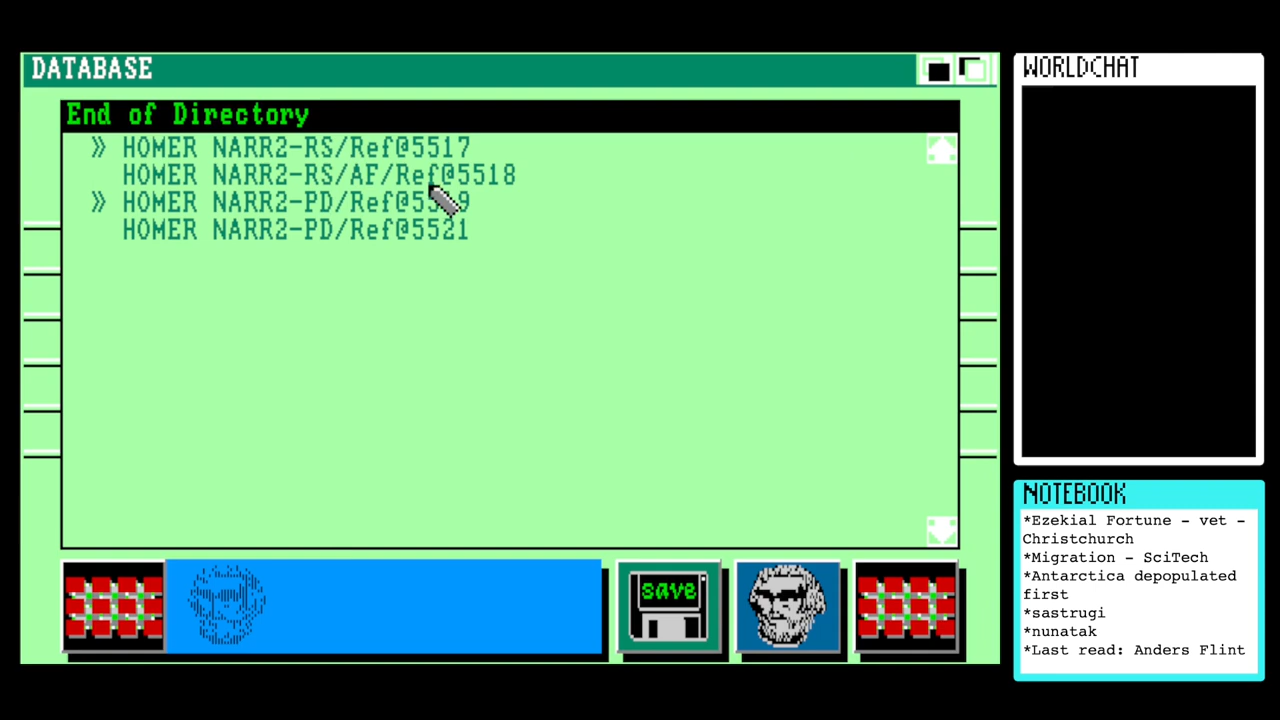 DATABASE
End of Directory
» HOMER NARR2-RS/Ref@5517
HOMER NARR2-RS/AF/Ref@5518
» HOMER NARR2-PD/Ref@5519
HOMER NARR2-PD/Ref@5521
save
WORLDCHAT
NOTEBOOK
*Ezekial Fortune - vet -
Christchurch
*Migration - SciTech
*Antarctica depopulated
first
*sastrugi
*nunatak
*Last read: Anders Flint